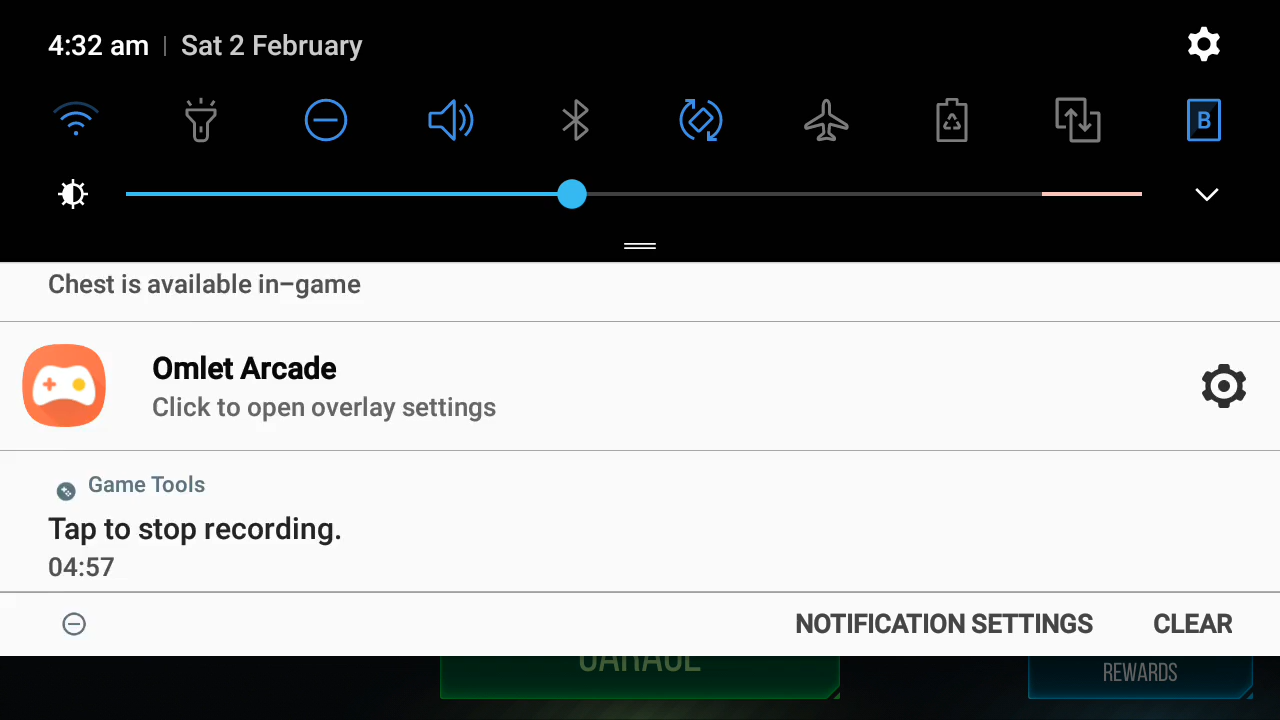 4:32 am | Sat 2 February
B
Chest is available in-game
Omlet Arcade
Click to open overlay settings
Game Tools
Tap to stop recording.
04:57
NOTIFICATION SETTINGS CLEAR
GARAGE
REWARDS